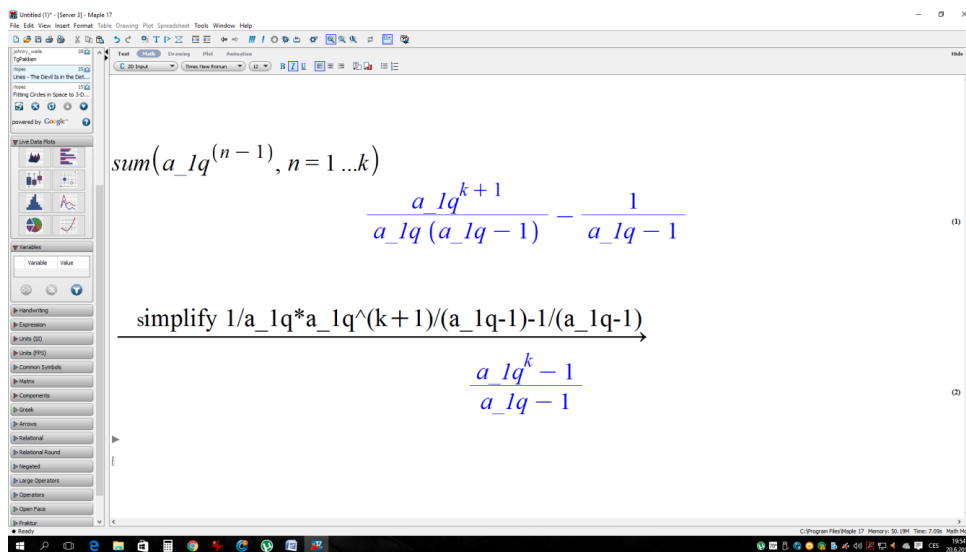 Untitled (1)* - [Server 3] - Maple 17
File Edit View Insert Format Table Drawing Plot Spreadsheet Tools Window Help
Text Math Drawing Plot Animation Hide
C 2D Input Times New Roman 12 B I U
TgPakken
Lines - The Devil Is in the Det...
Fitting Circles in Space to 3-D...
powered by Google™
Live Data Plots
Variables
Variable Value
Handwriting
Expression
Units (SI)
Units (FPS)
Common Symbols
Matrix
Components
Greek
Arrows
Relational
Relational Round
Negated
Large Operators
Operators
Open Face
Fraktur
Ready
sum(a_1q^(n − 1), n = 1 ...k)
a_1q^(k + 1) / (a_1q (a_1q − 1)) − 1 / (a_1q − 1) (1)
simplify 1/a_1q*a_1q^(k+1)/(a_1q-1)-1/(a_1q-1)
(a_1q^k − 1) / (a_1q − 1) (2)
C:\Program Files\Maple 17 Memory: 50.19M Time: 7.09s Math M
CES 19:54